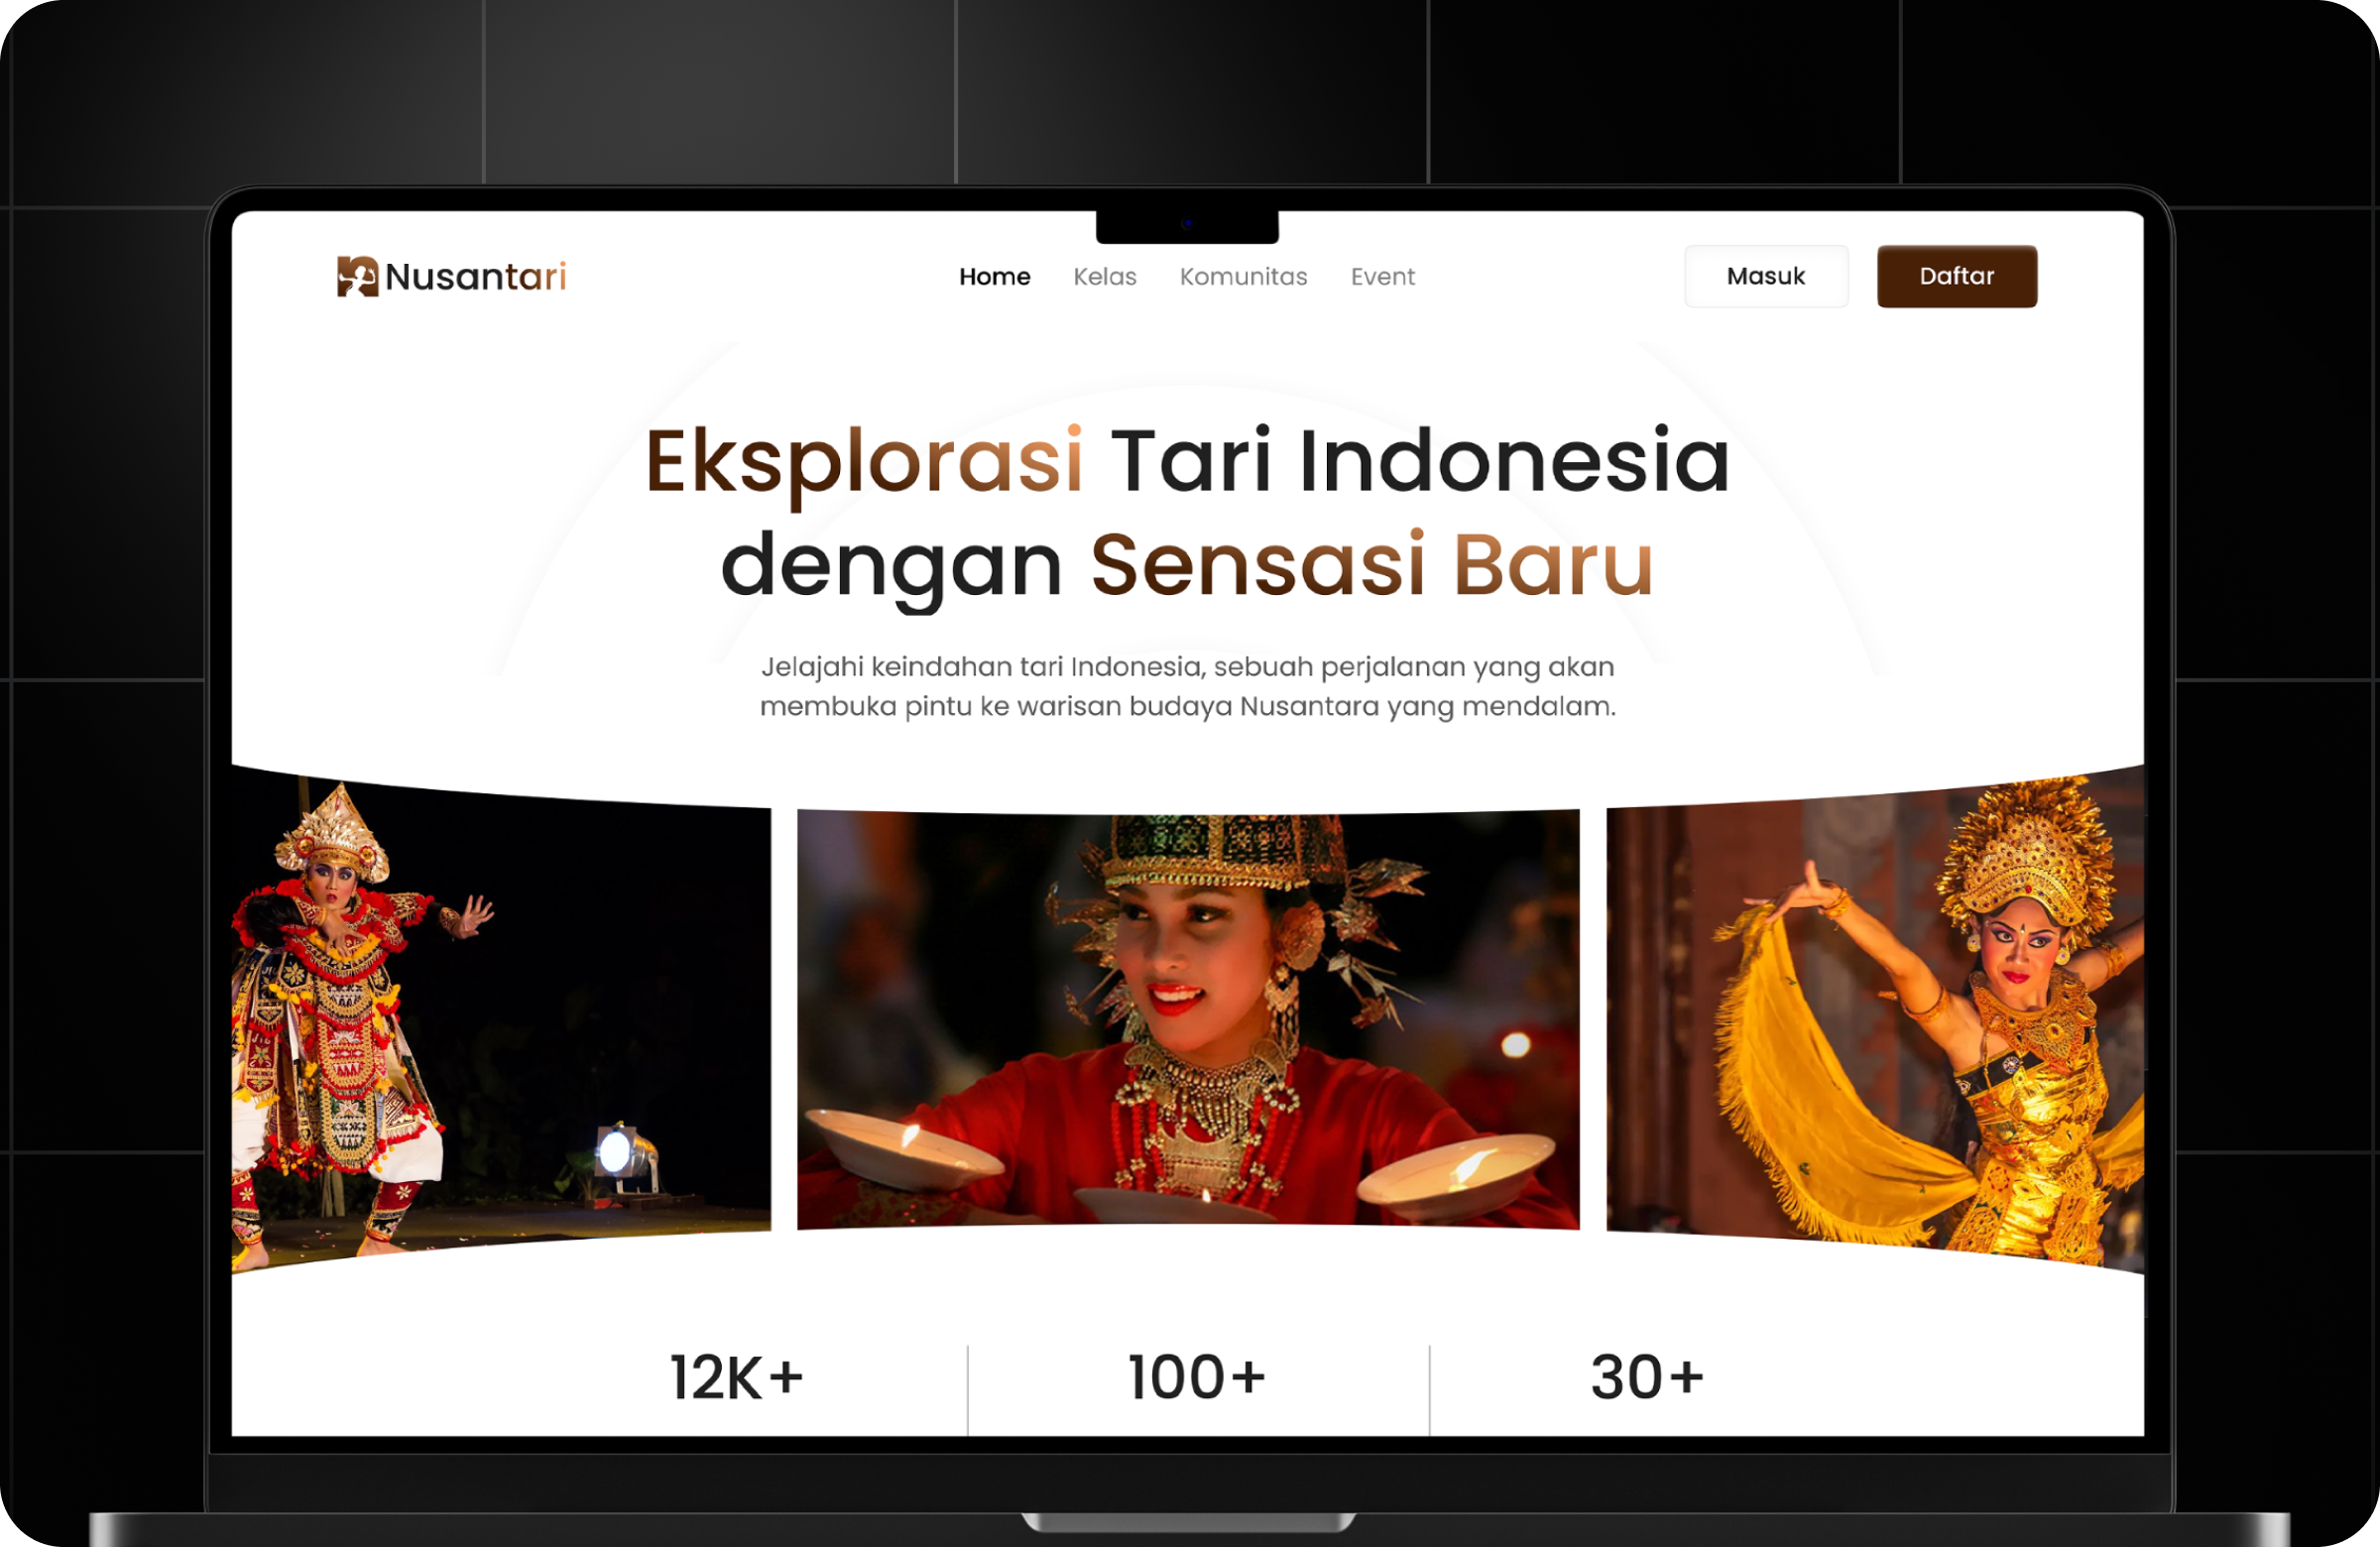 Nusantari
Home
Kelas
Komunitas
Event
Masuk
Daftar
Eksplorasi Tari Indonesia
dengan Sensasi Baru
Jelajahi keindahan tari Indonesia, sebuah perjalanan yang akan
membuka pintu ke warisan budaya Nusantara yang mendalam.
12K+
100+
30+